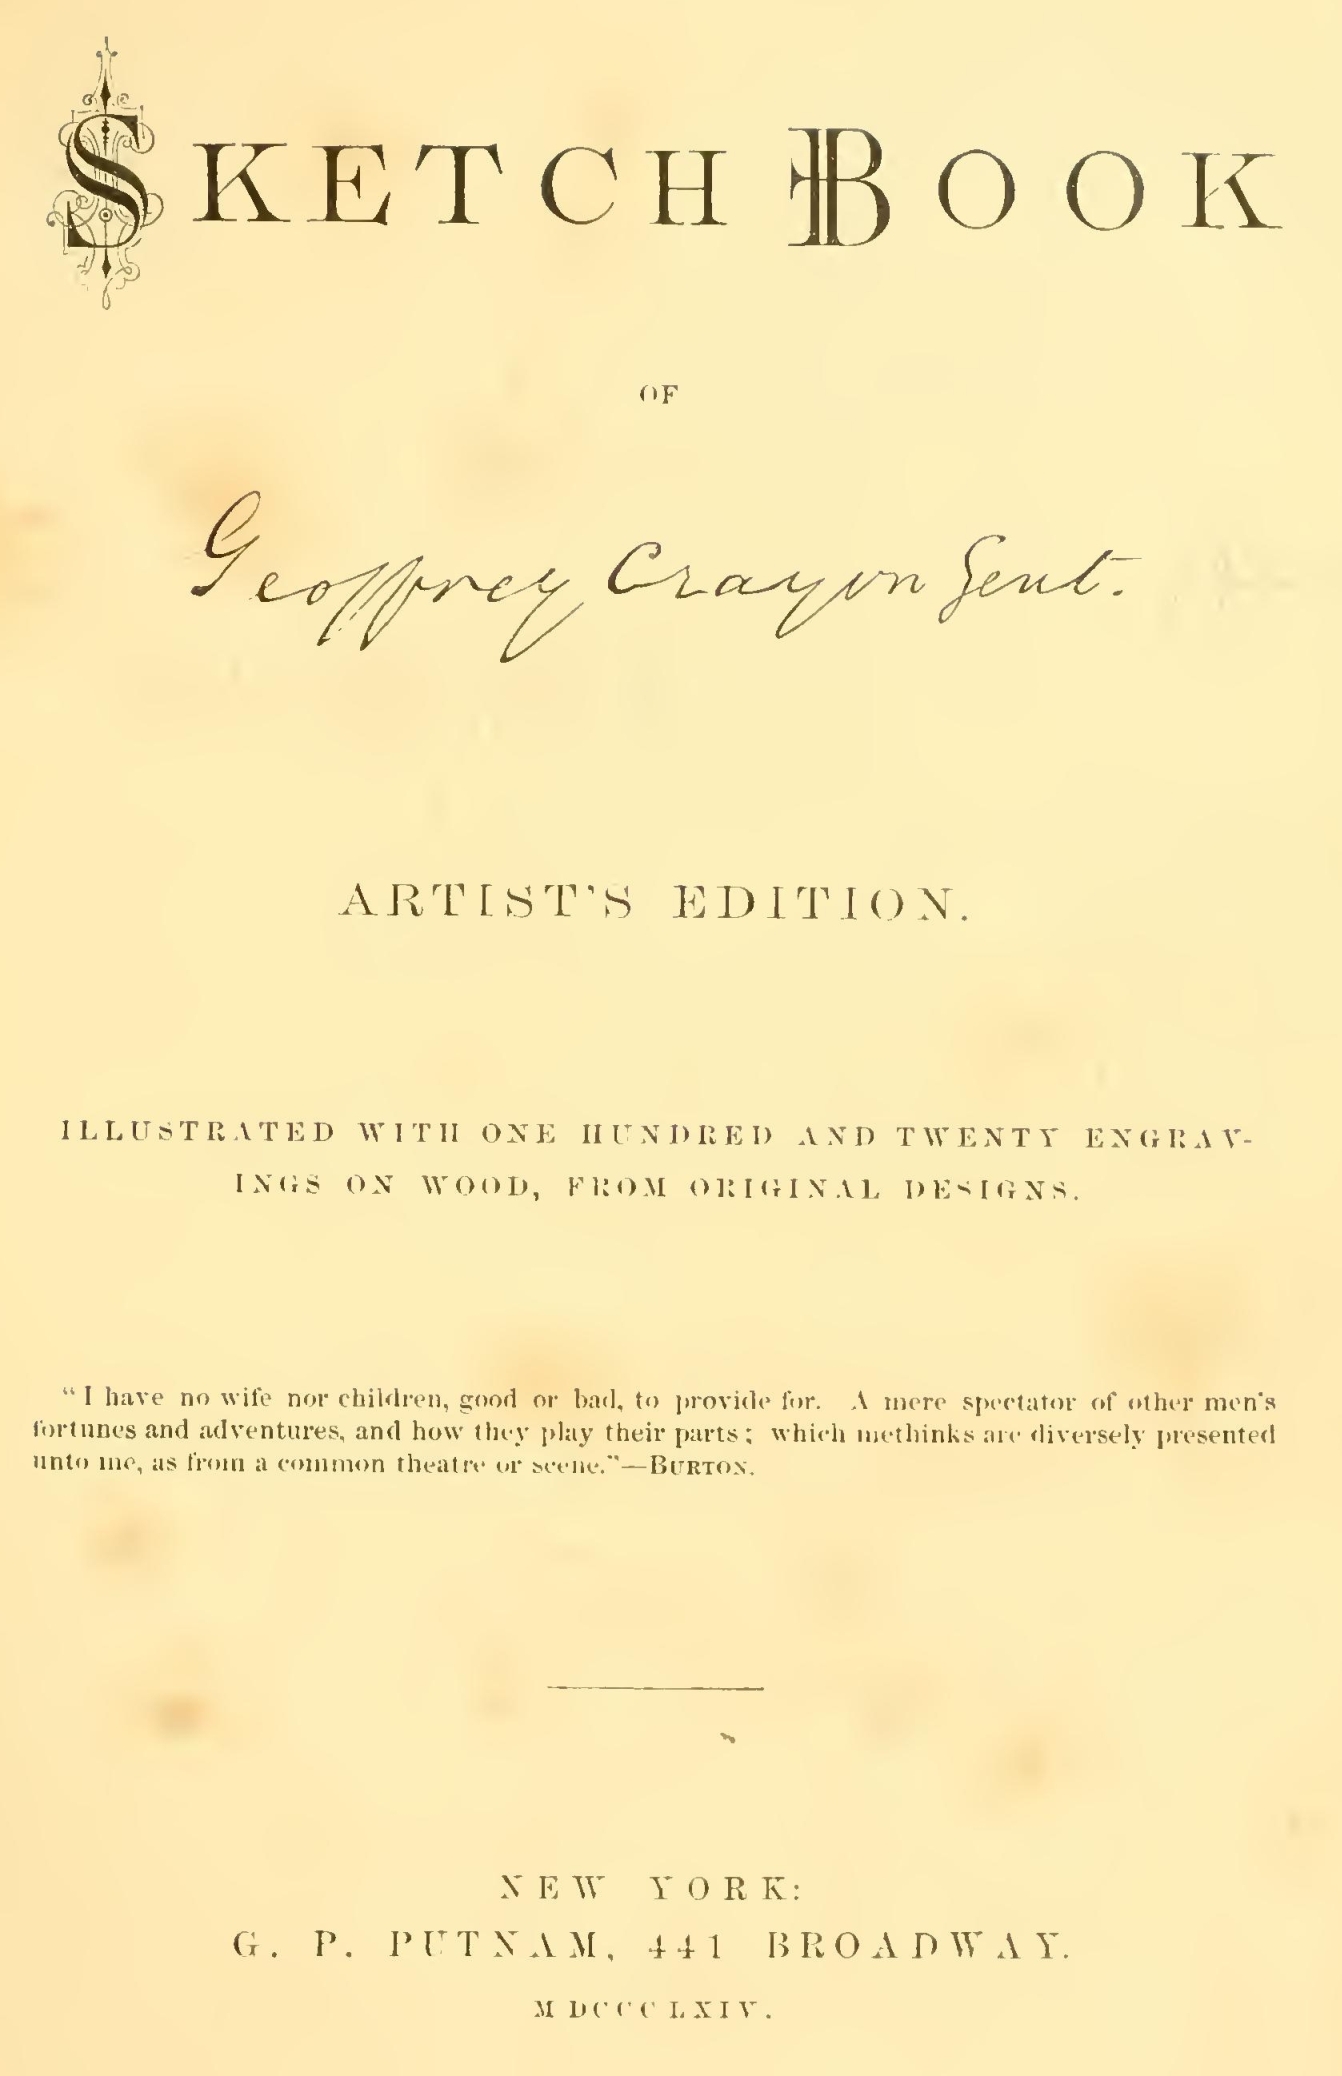 SKETCH BOOK
OF
Geoffrey Crayon Gent.
ARTIST'S EDITION.
ILLUSTRATED WITH ONE HUNDRED AND TWENTY ENGRAV-
INGS ON WOOD, FROM ORIGINAL DESIGNS.
"I have no wife nor children, good or bad, to provide for. A mere spectator of other men's
fortunes and adventures, and how they play their parts; which methinks are diversely presented
unto me, as from a common theatre or scene."—BURTON.
NEW YORK:
G. P. PUTNAM, 441 BROADWAY.
MDCCCLXIV.